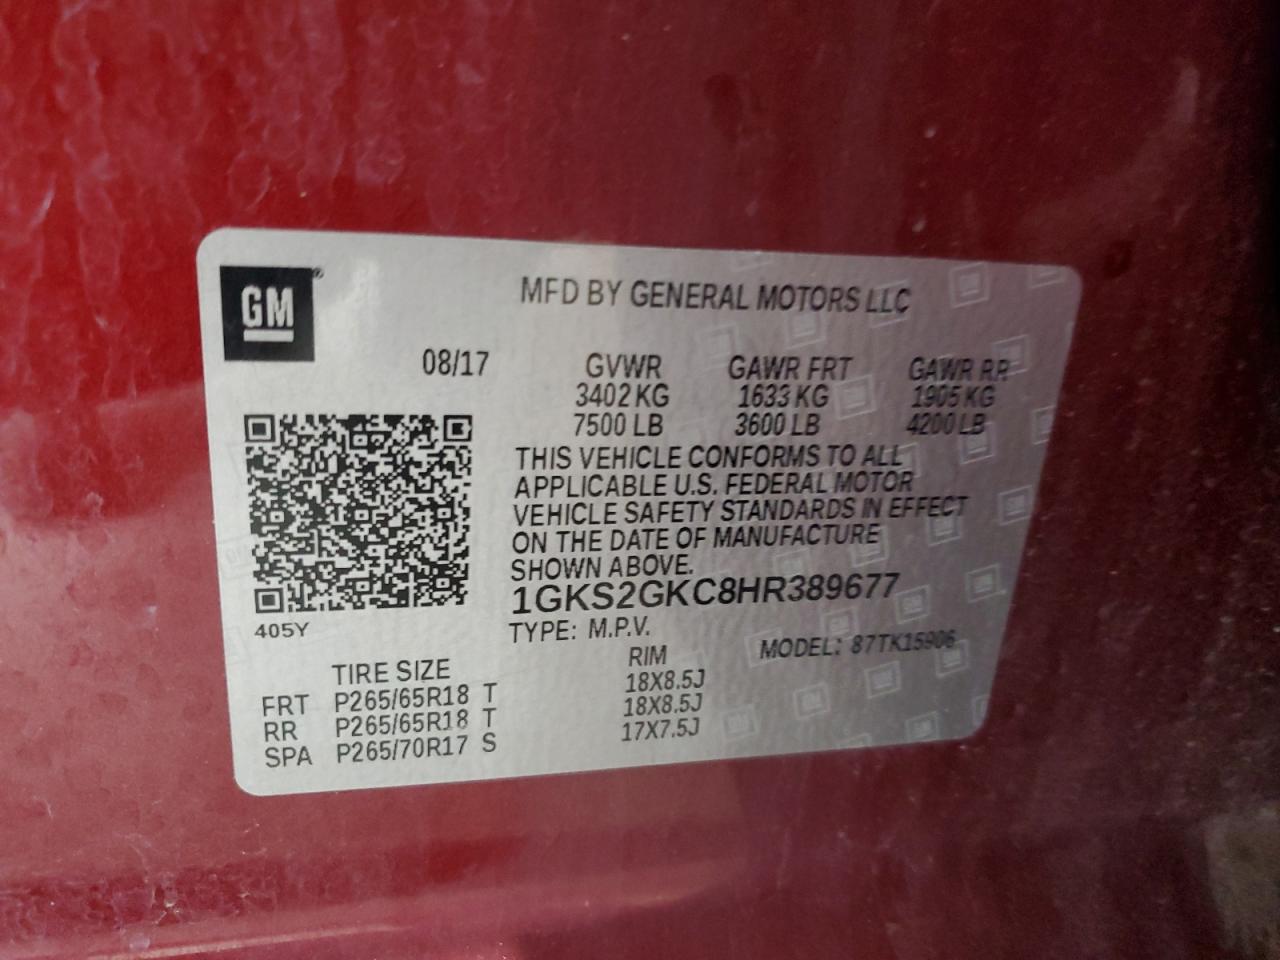 GM®
MFD BY GENERAL MOTORS LLC
08/17 GVWR GAWR FRT GAWR RR
3402 KG 1633 KG 1905 KG
7500 LB 3600 LB 4200 LB
THIS VEHICLE CONFORMS TO ALL
APPLICABLE U.S. FEDERAL MOTOR
VEHICLE SAFETY STANDARDS IN EFFECT
ON THE DATE OF MANUFACTURE
SHOWN ABOVE.
1GKS2GKC8HR389677
405Y
TYPE: M.P.V. MODEL: 87TK15906
TIRE SIZE RIM
FRT P265/65R18 T 18X8.5J
RR P265/65R18 T 18X8.5J
SPA P265/70R17 S 17X7.5J